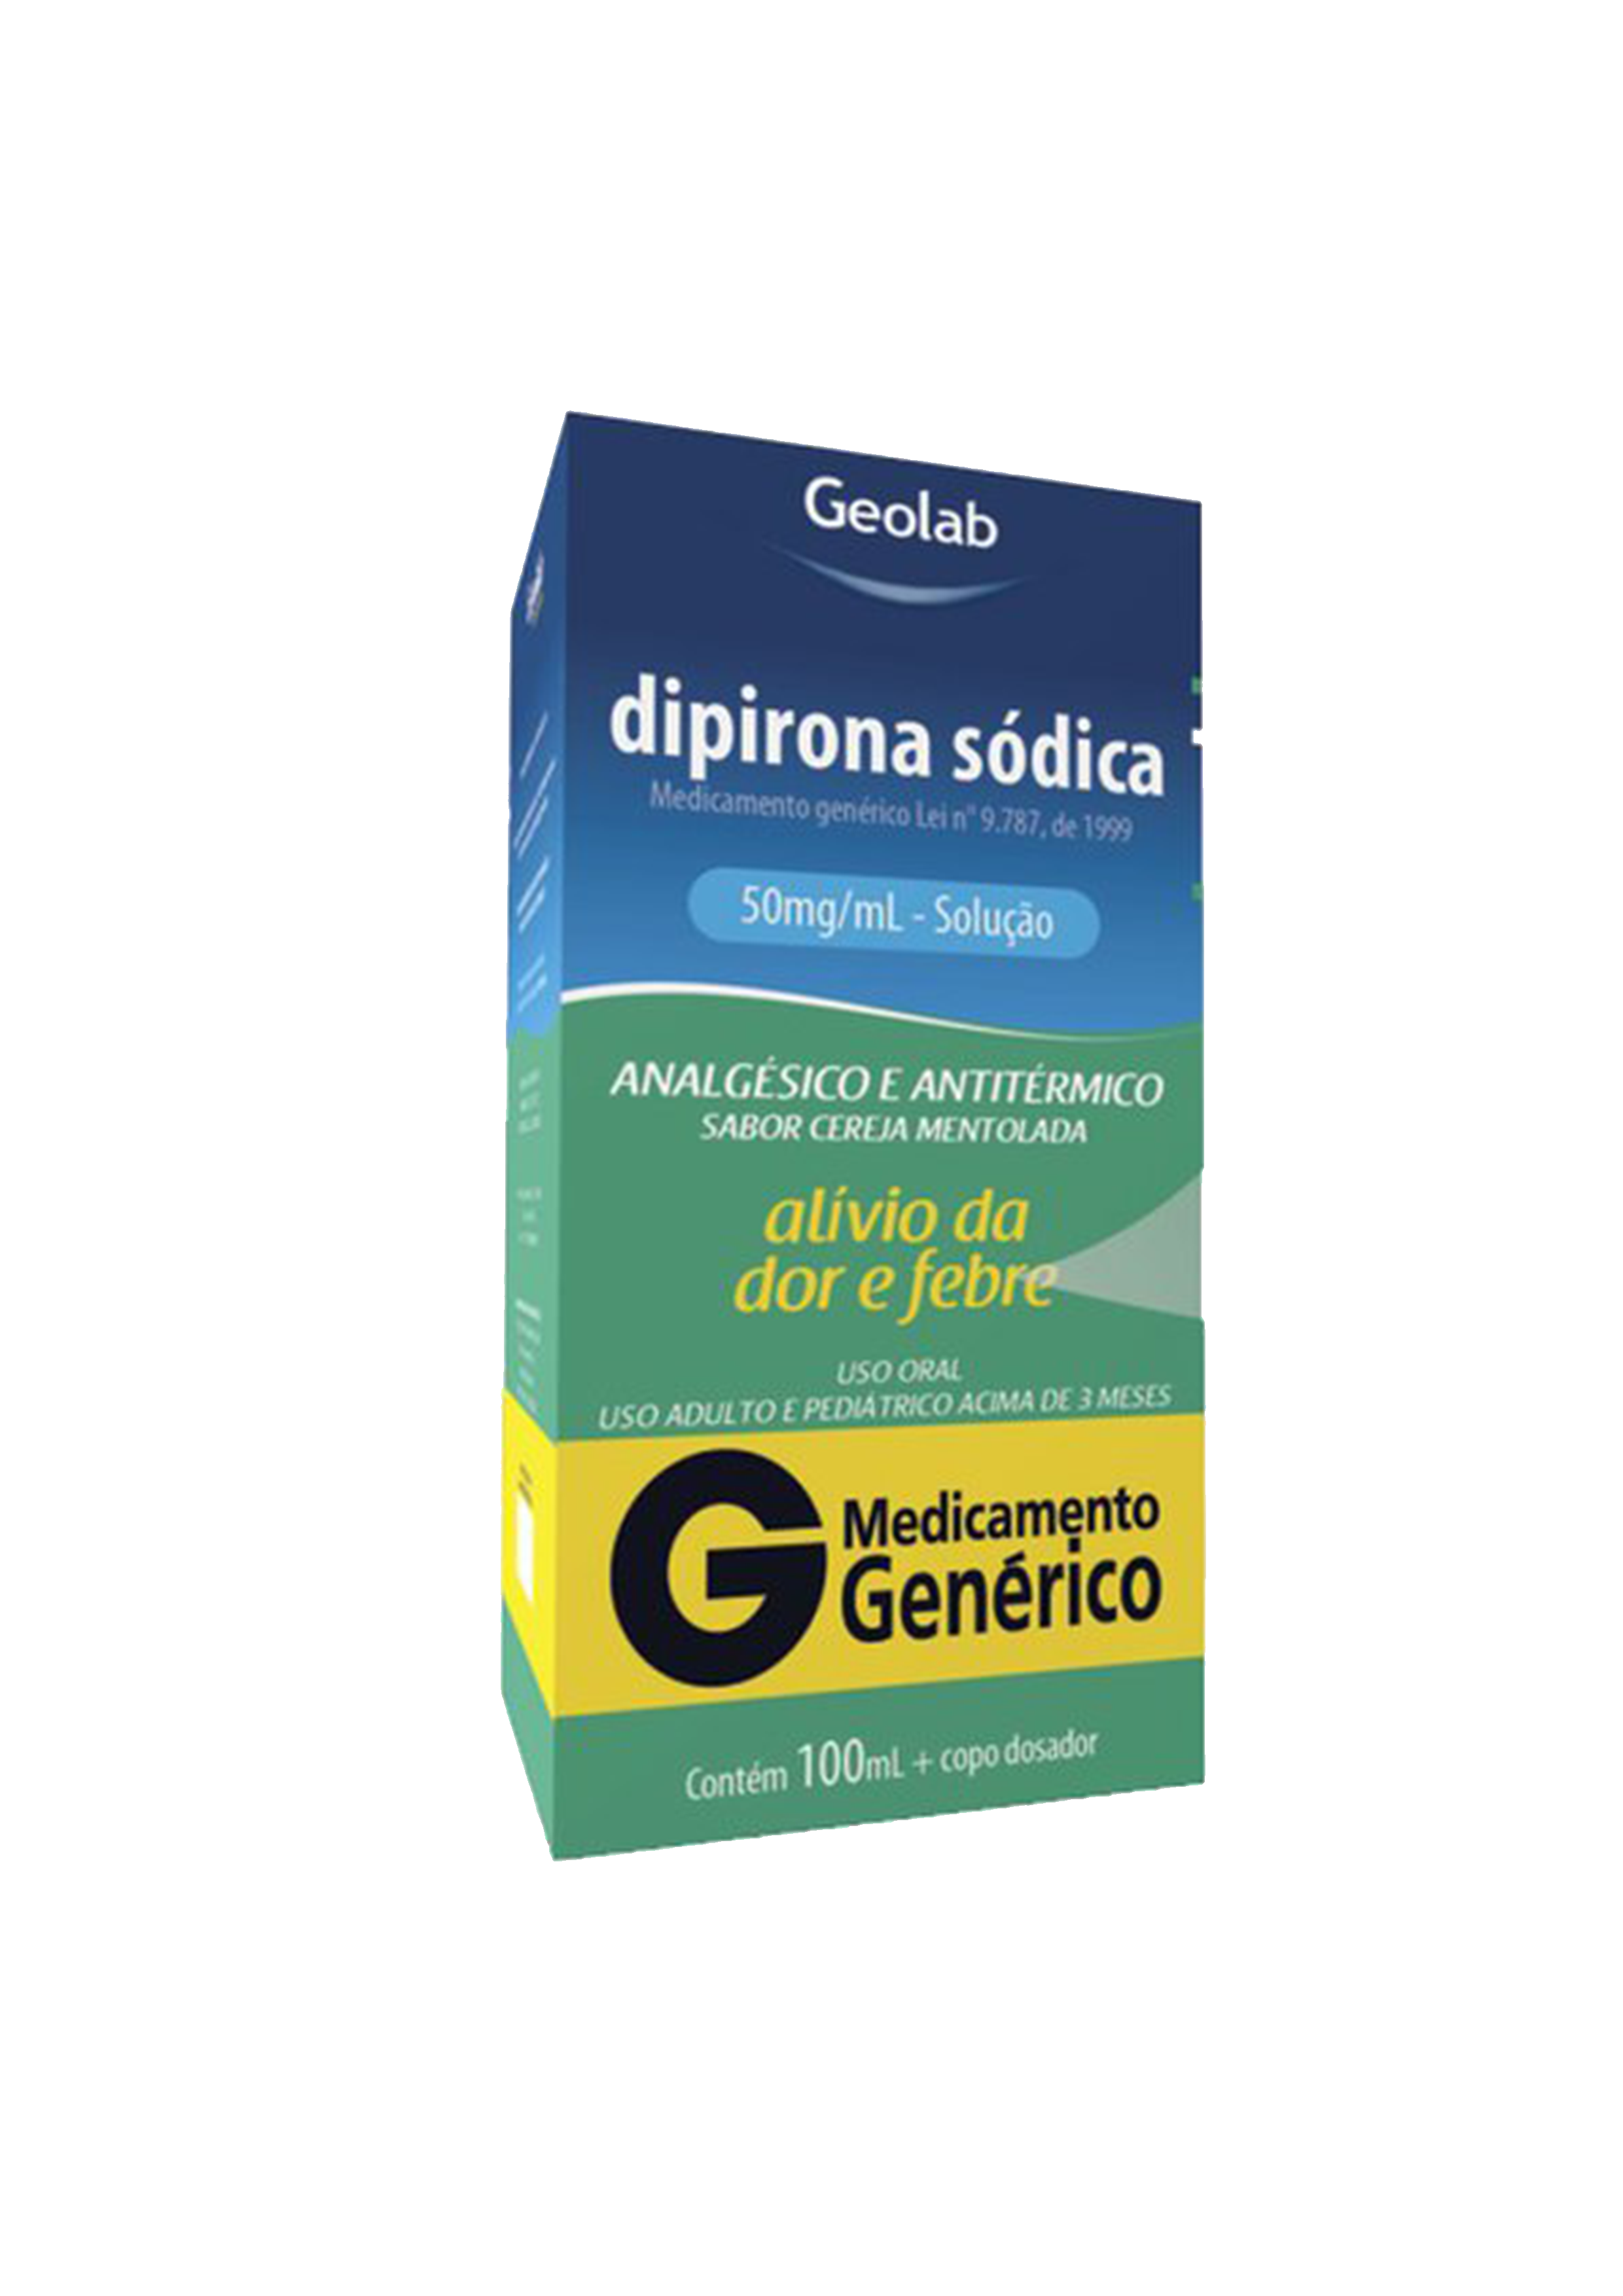 Geolab
dipirona sódica
Medicamento genérico Lei n° 9.787, de 1999
50mg/mL - Solução
ANALGÉSICO E ANTITÉRMICO
SABOR CEREJA MENTOLADA
alívio da
dor e febre
USO ORAL
USO ADULTO E PEDIÁTRICO ACIMA DE 3 MESES
G Medicamento
Genérico
Contém 100mL + copo dosador